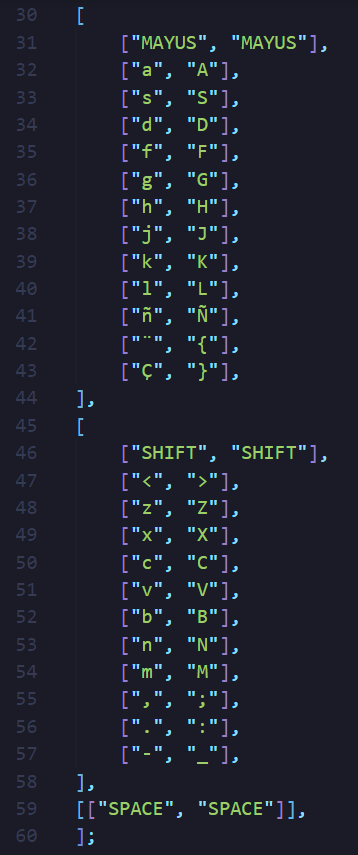 30 [
31 ["MAYUS", "MAYUS"],
32 ["a", "A"],
33 ["s", "S"],
34 ["d", "D"],
35 ["f", "F"],
36 ["g", "G"],
37 ["h", "H"],
38 ["j", "J"],
39 ["k", "K"],
40 ["l", "L"],
41 ["ñ", "Ñ"],
42 ["¨", "{"],
43 ["Ç", "}"],
44 ],
45 [
46 ["SHIFT", "SHIFT"],
47 ["<", ">"],
48 ["z", "Z"],
49 ["x", "X"],
50 ["c", "C"],
51 ["v", "V"],
52 ["b", "B"],
53 ["n", "N"],
54 ["m", "M"],
55 [",", ";"],
56 [".", ":"],
57 ["-", "_"],
58 ],
59 [["SPACE", "SPACE"]],
60 ];